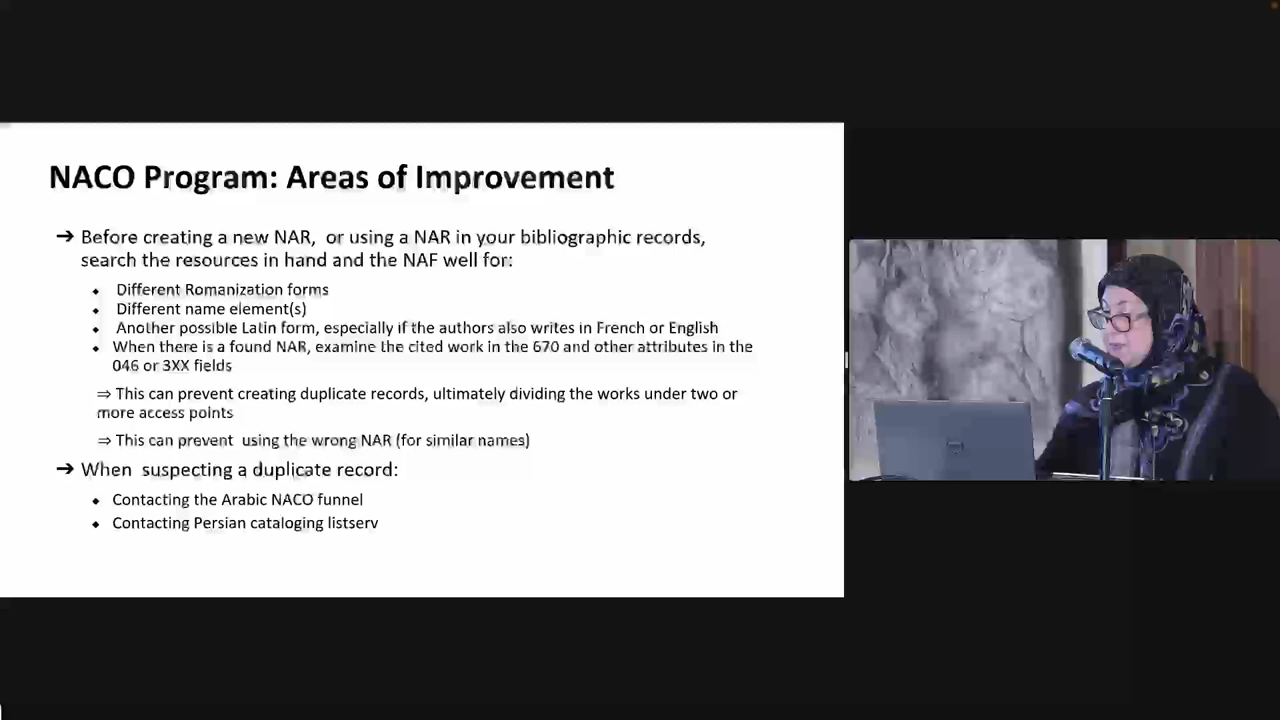 NACO Program: Areas of Improvement
➔ Before creating a new NAR, or using a NAR in your bibliographic records,
search the resources in hand and the NAF well for:
⬥ Different Romanization forms
⬥ Different name element(s)
⬥ Another possible Latin form, especially if the authors also writes in French or English
⬥ When there is a found NAR, examine the cited work in the 670 and other attributes in the
046 or 3XX fields
⇒ This can prevent creating duplicate records, ultimately dividing the works under two or
more access points
⇒ This can prevent using the wrong NAR (for similar names)
➔ When suspecting a duplicate record:
⬥ Contacting the Arabic NACO funnel
⬥ Contacting Persian cataloging listserv